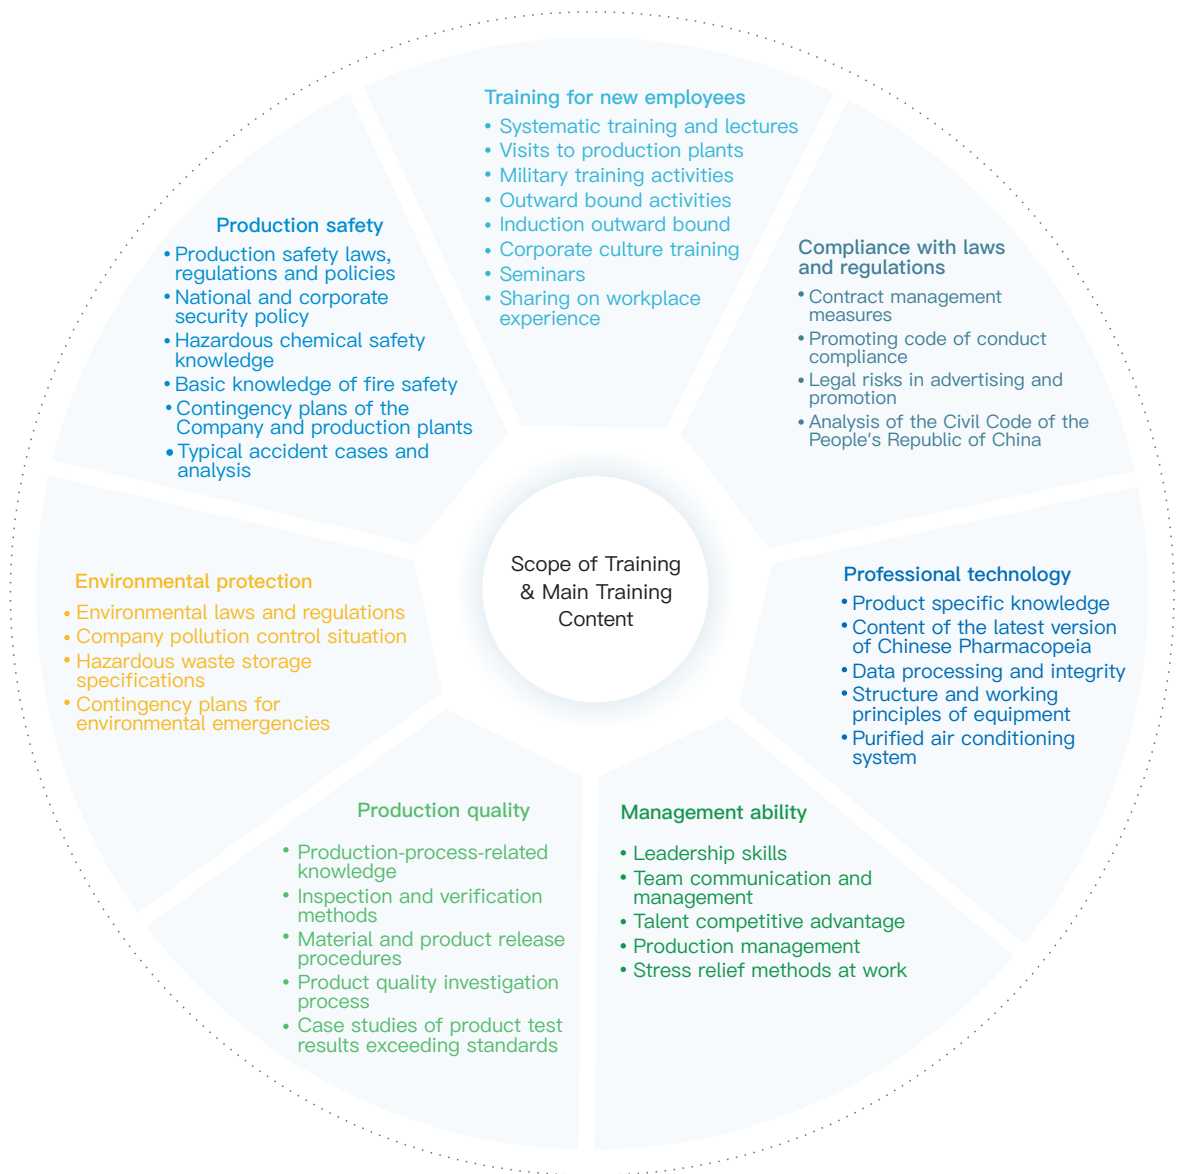 Training for new employees
• Systematic training and lectures
• Visits to production plants
• Military training activities
• Outward bound activities
• Induction outward bound
• Corporate culture training
• Seminars
• Sharing on workplace
experience
Compliance with laws
and regulations
• Contract management
measures
• Promoting code of conduct
compliance
• Legal risks in advertising and
promotion
• Analysis of the Civil Code of the
People's Republic of China
Professional technology
• Product specific knowledge
• Content of the latest version
of Chinese Pharmacopeia
• Data processing and integrity
• Structure and working
principles of equipment
• Purified air conditioning
system
Management ability
• Leadership skills
• Team communication and
management
• Talent competitive advantage
• Production management
• Stress relief methods at work
Production quality
• Production-process-related
knowledge
• Inspection and verification
methods
• Material and product release
procedures
• Product quality investigation
process
• Case studies of product test
results exceeding standards
Environmental protection
• Environmental laws and regulations
• Company pollution control situation
• Hazardous waste storage
specifications
• Contingency plans for
environmental emergencies
Production safety
• Production safety laws,
regulations and policies
• National and corporate
security policy
• Hazardous chemical safety
knowledge
• Basic knowledge of fire safety
• Contingency plans of the
Company and production plants
• Typical accident cases and
analysis
Scope of Training
& Main Training
Content